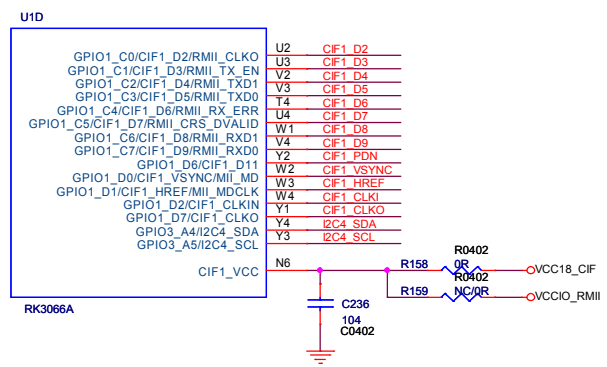 U1D
GPIO1_C0/CIF1_D2/RMII_CLKO U2 CIF1_D2
GPIO1_C1/CIF1_D3/RMII_TX_EN U3 CIF1_D3
GPIO1_C2/CIF1_D4/RMII_TXD1 V2 CIF1_D4
GPIO1_C3/CIF1_D5/RMII_TXD0 V3 CIF1_D5
GPIO1_C4/CIF1_D6/RMII_RX_ERR T4 CIF1_D6
GPIO1_C5/CIF1_D7/RMII_CRS_DVALID U4 CIF1_D7
GPIO1_C6/CIF1_D8/RMII_RXD1 W1 CIF1_D8
GPIO1_C7/CIF1_D9/RMII_RXD0 V4 CIF1_D9
GPIO1_D6/CIF1_D11 Y2 CIF1_PDN
GPIO1_D0/CIF1_VSYNC/MII_MD W2 CIF1_VSYNC
GPIO1_D1/CIF1_HREF/MII_MDCLK W3 CIF1_HREF
GPIO1_D2/CIF1_CLKIN W4 CIF1_CLKI
GPIO1_D7/CIF1_CLKO Y1 CIF1_CLKO
GPIO3_A4/I2C4_SDA Y4 I2C4_SDA
GPIO3_A5/I2C4_SCL Y3 I2C4_SCL
CIF1_VCC N6
R0402
R158 0R VCC18_CIF
R0402
R159 NC/0R VCCIO_RMII
C236
104
C0402
RK3066A